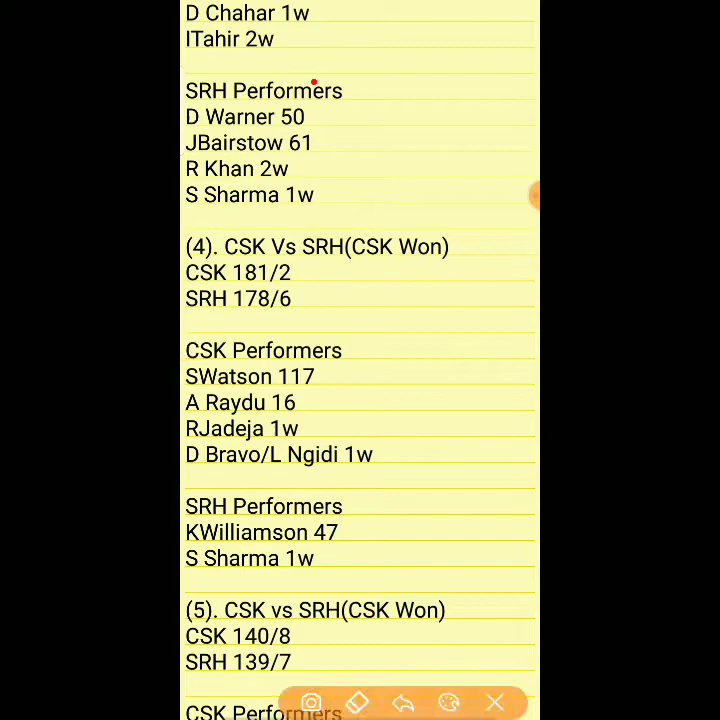 D Chahar 1w
ITahir 2w
SRH Performers
D Warner 50
JBairstow 61
R Khan 2w
S Sharma 1w
(4). CSK Vs SRH(CSK Won)
CSK 181/2
SRH 178/6
CSK Performers
SWatson 117
A Raydu 16
RJadeja 1w
D Bravo/L Ngidi 1w
SRH Performers
KWilliamson 47
S Sharma 1w
(5). CSK vs SRH(CSK Won)
CSK 140/8
SRH 139/7
CSK Performers